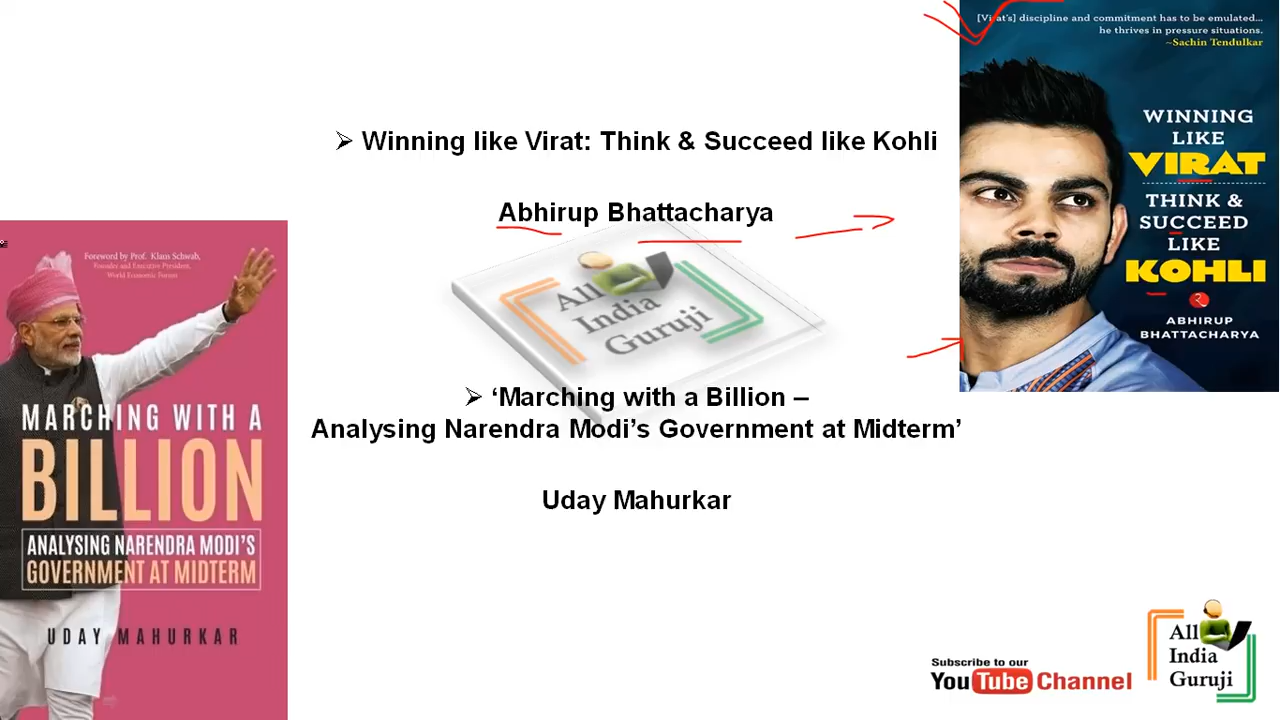 [Virat's] discipline and commitment has to be emulated...
he thrives in pressure situations.
~Sachin Tendulkar
WINNING
LIKE
VIRAT
THINK &
SUCCEED
LIKE
KOHLI
ABHIRUP
BHATTACHARYA
➢ Winning like Virat: Think & Succeed like Kohli
Abhirup Bhattacharya
All
India
Guruji
➢ ‘Marching with a Billion –
Analysing Narendra Modi’s Government at Midterm’
Uday Mahurkar
Foreword by Prof. Klaus Schwab,
Founder and Executive President,
World Economic Forum
MARCHING WITH A
BILLION
ANALYSING NARENDRA MODI'S
GOVERNMENT AT MIDTERM
UDAY MAHURKAR
Subscribe to our
YouTube Channel
All
India
Guruji